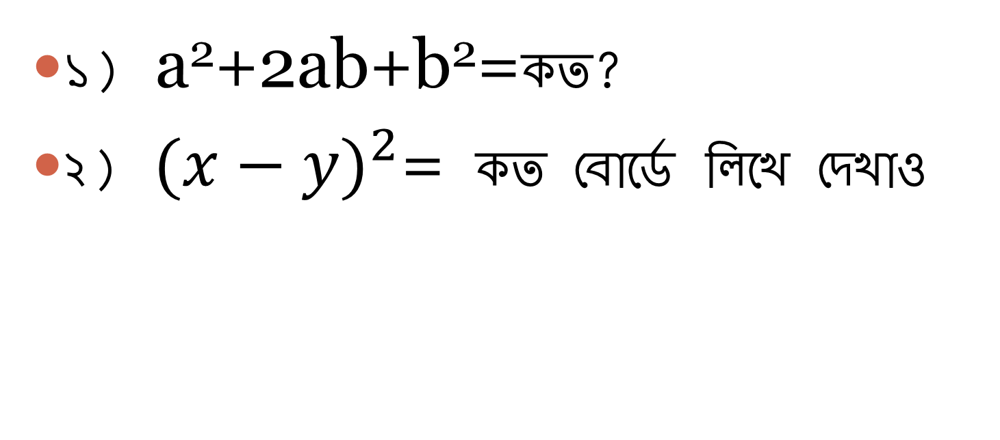 •১) a²+2ab+b²=কত?
•২) (x − y)²= কত বোর্ডে লিখে দেখাও